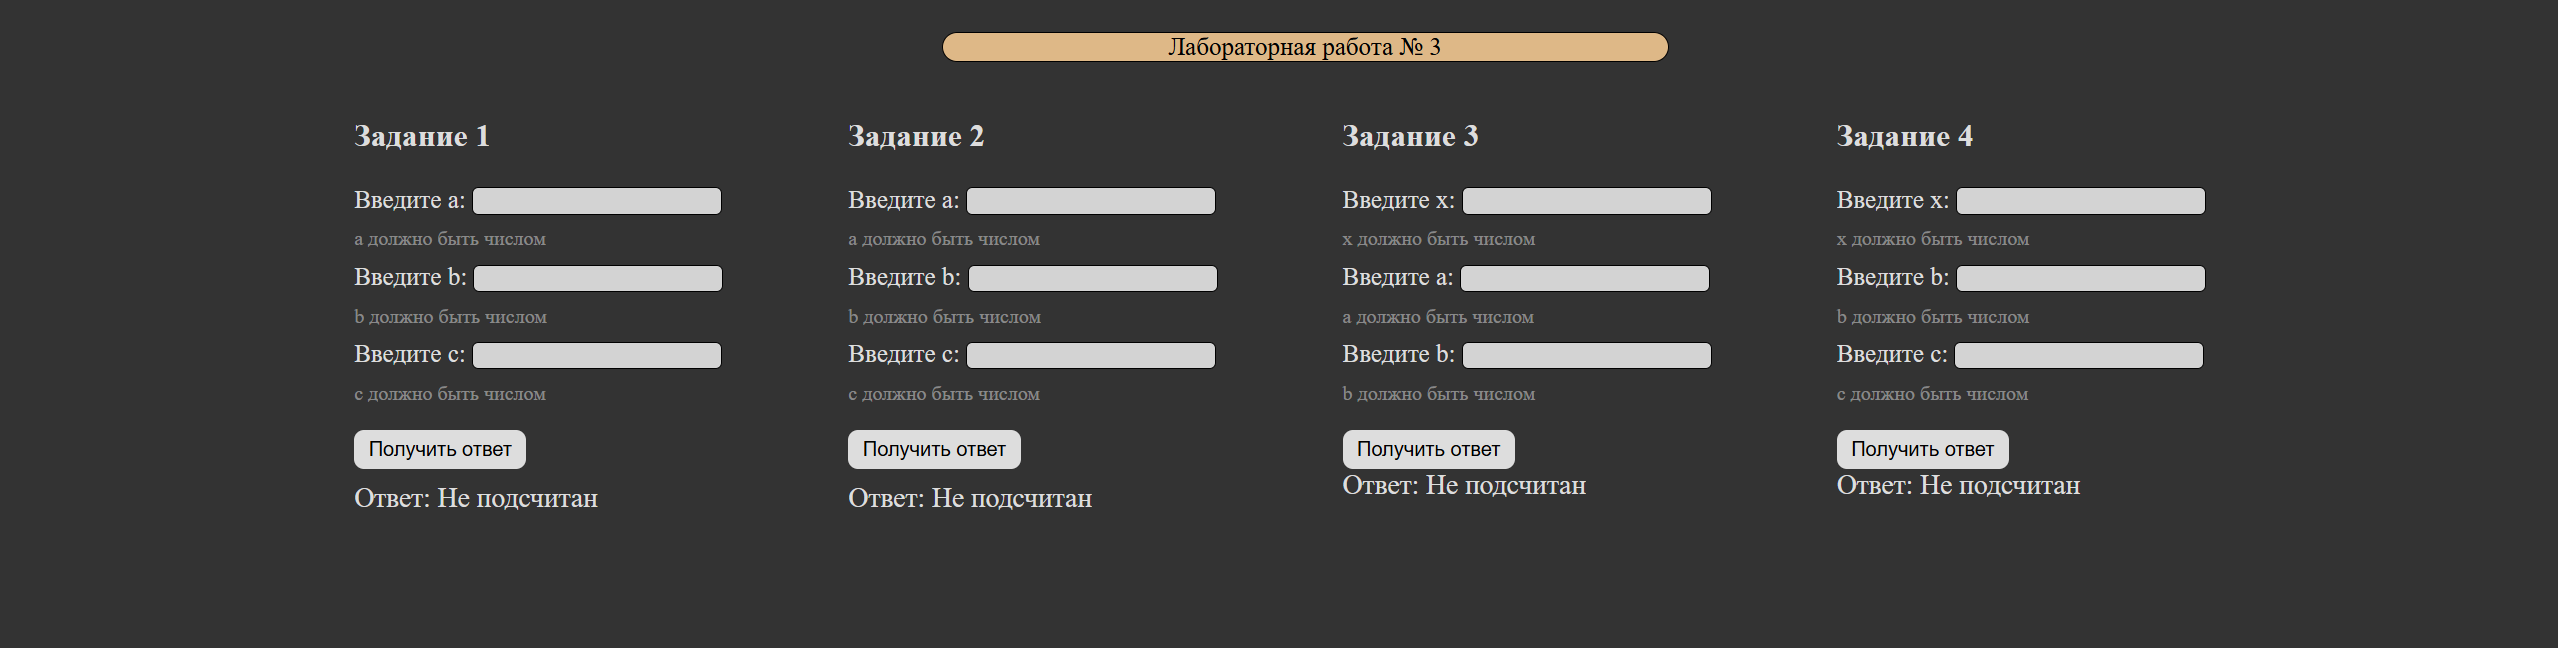 Лабораторная работа № 3
Задание 1
Введите a:
a должно быть числом
Введите b:
b должно быть числом
Введите c:
c должно быть числом
Получить ответ
Ответ: Не подсчитан
Задание 2
Введите a:
a должно быть числом
Введите b:
b должно быть числом
Введите c:
c должно быть числом
Получить ответ
Ответ: Не подсчитан
Задание 3
Введите x:
x должно быть числом
Введите a:
a должно быть числом
Введите b:
b должно быть числом
Получить ответ
Ответ: Не подсчитан
Задание 4
Введите x:
x должно быть числом
Введите b:
b должно быть числом
Введите c:
c должно быть числом
Получить ответ
Ответ: Не подсчитан